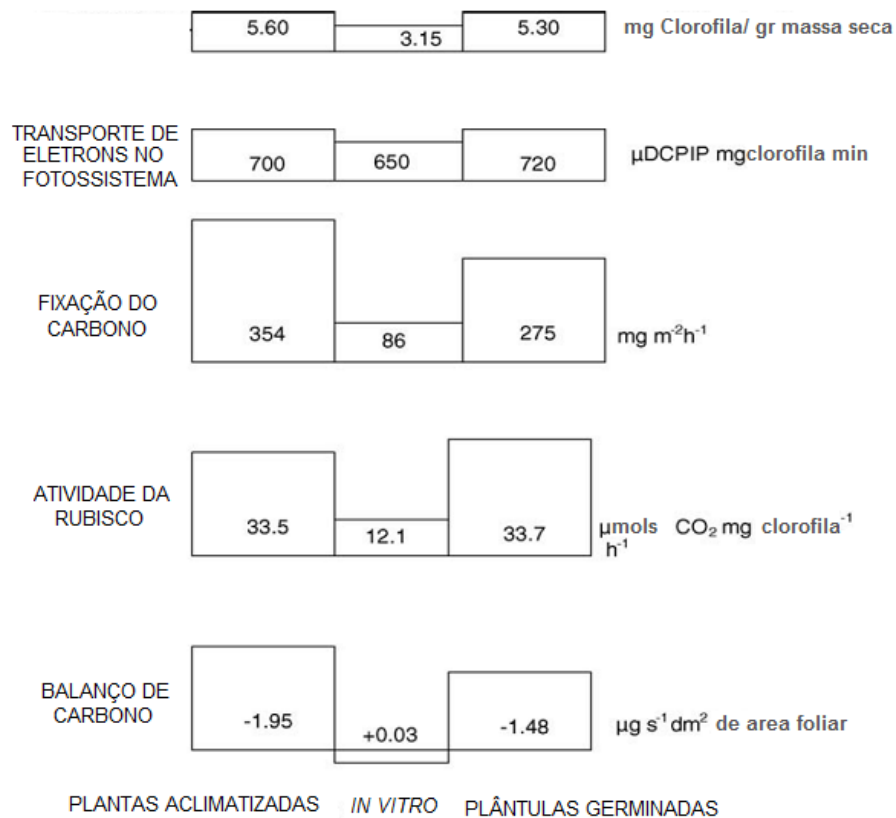 5.60 3.15 5.30 mg Clorofila/ gr massa seca
TRANSPORTE DE
ELETRONS NO
FOTOSSISTEMA
700 650 720 µDCPIP mgclorofila min
FIXAÇÃO DO
CARBONO
354 86 275 mg m⁻²h⁻¹
ATIVIDADE DA
RUBISCO
33.5 12.1 33.7 µmols CO₂ mg clorofila⁻¹
h⁻¹
BALANÇO DE
CARBONO
-1.95 +0.03 -1.48 µg s⁻¹ dm² de area foliar
PLANTAS ACLIMATIZADAS IN VITRO PLÂNTULAS GERMINADAS